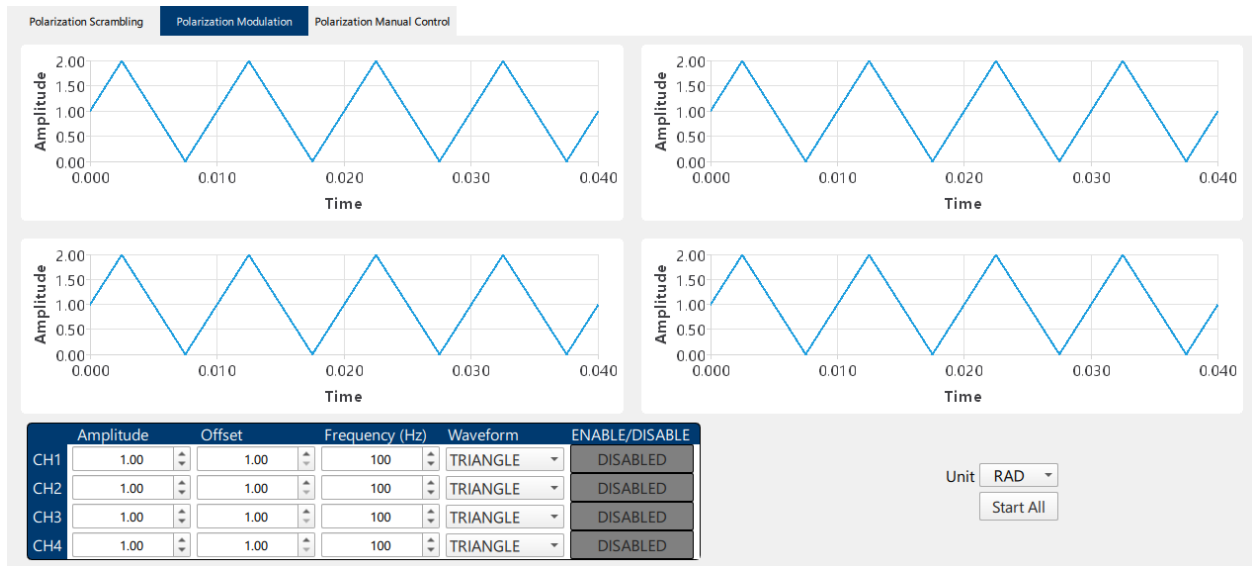 Polarization Scrambling Polarization Modulation Polarization Manual Control
Amplitude
2.00
1.50
1.00
0.50
0.00
0.000 0.010 0.020 0.030 0.040
Time
Amplitude
2.00
1.50
1.00
0.50
0.00
0.000 0.010 0.020 0.030 0.040
Time
Amplitude
2.00
1.50
1.00
0.50
0.00
0.000 0.010 0.020 0.030 0.040
Time
Amplitude
2.00
1.50
1.00
0.50
0.00
0.000 0.010 0.020 0.030 0.040
Time
Amplitude Offset Frequency (Hz) Waveform ENABLE/DISABLE
CH1 1.00 1.00 100 TRIANGLE DISABLED
CH2 1.00 1.00 100 TRIANGLE DISABLED
CH3 1.00 1.00 100 TRIANGLE DISABLED
CH4 1.00 1.00 100 TRIANGLE DISABLED
Unit RAD
Start All